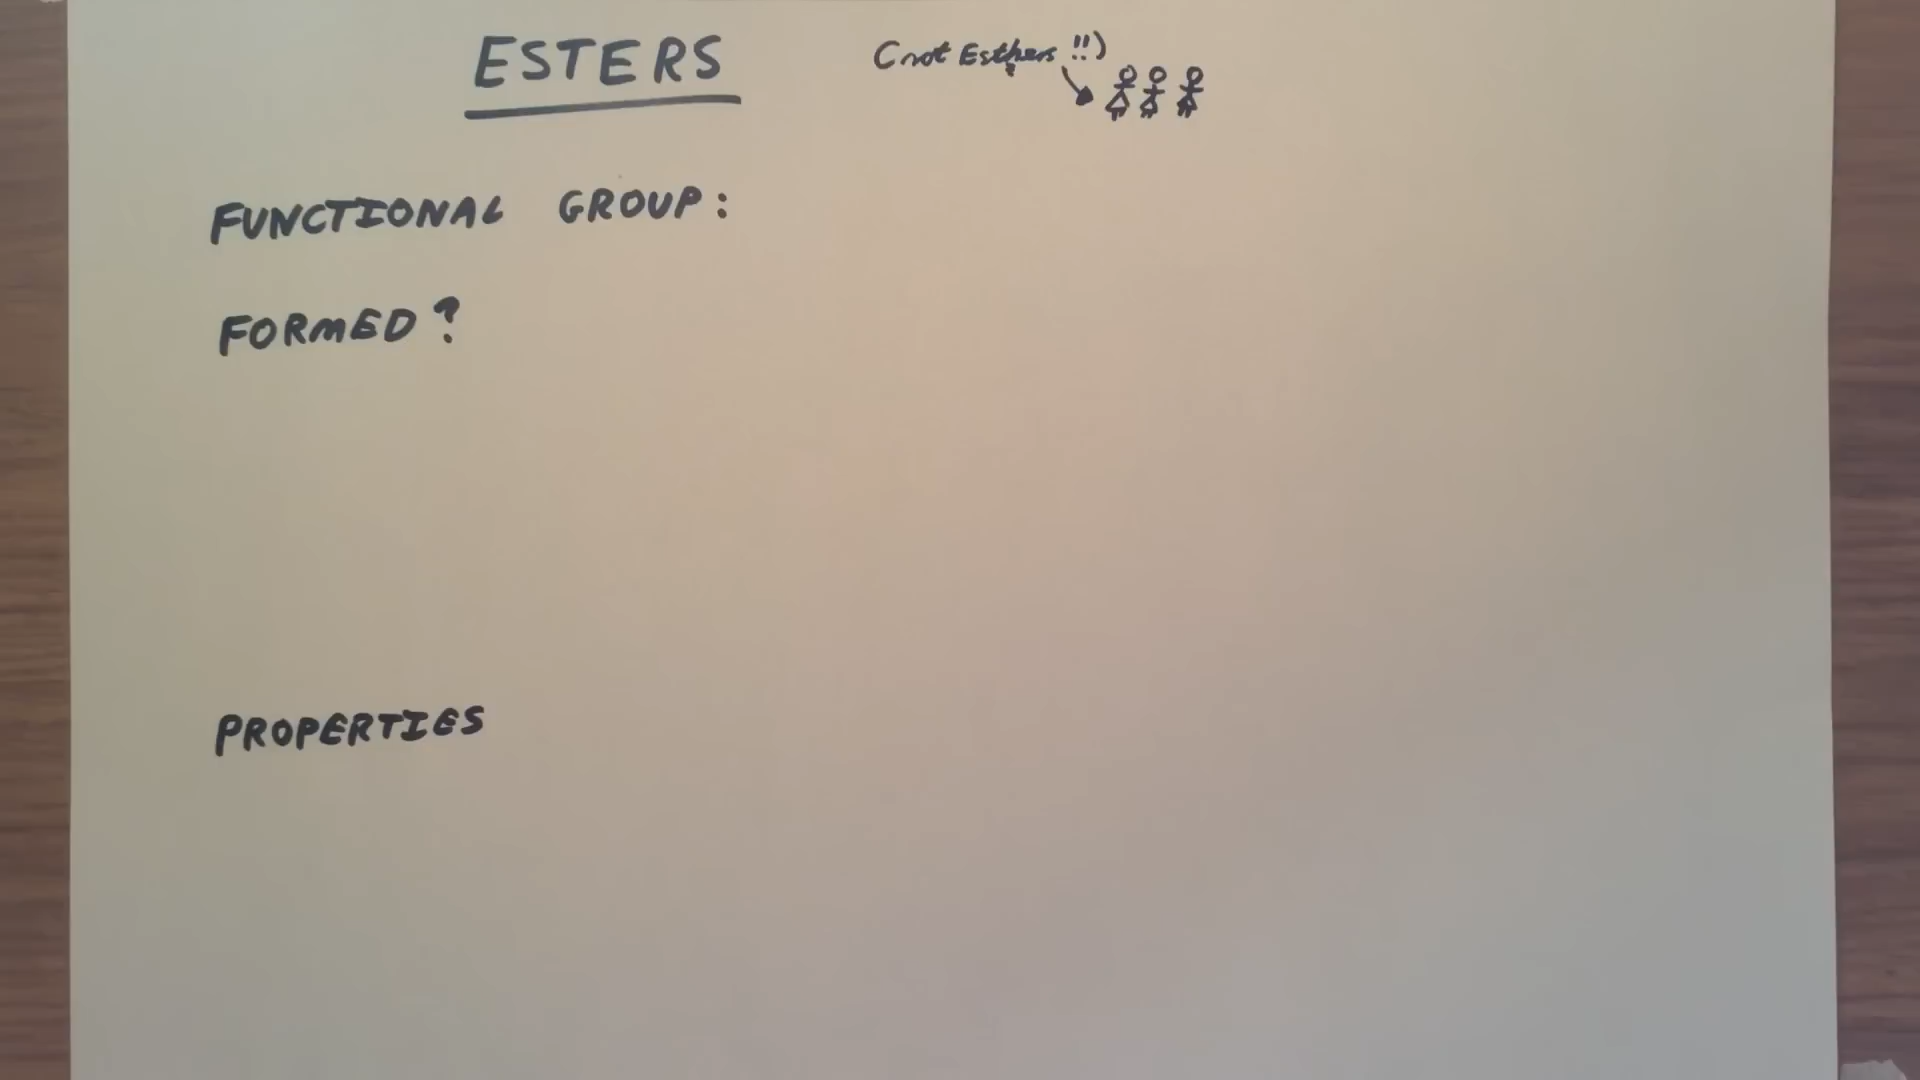 ESTERS
(not Esthers !!)
FUNCTIONAL GROUP:
FORMED?
PROPERTIES